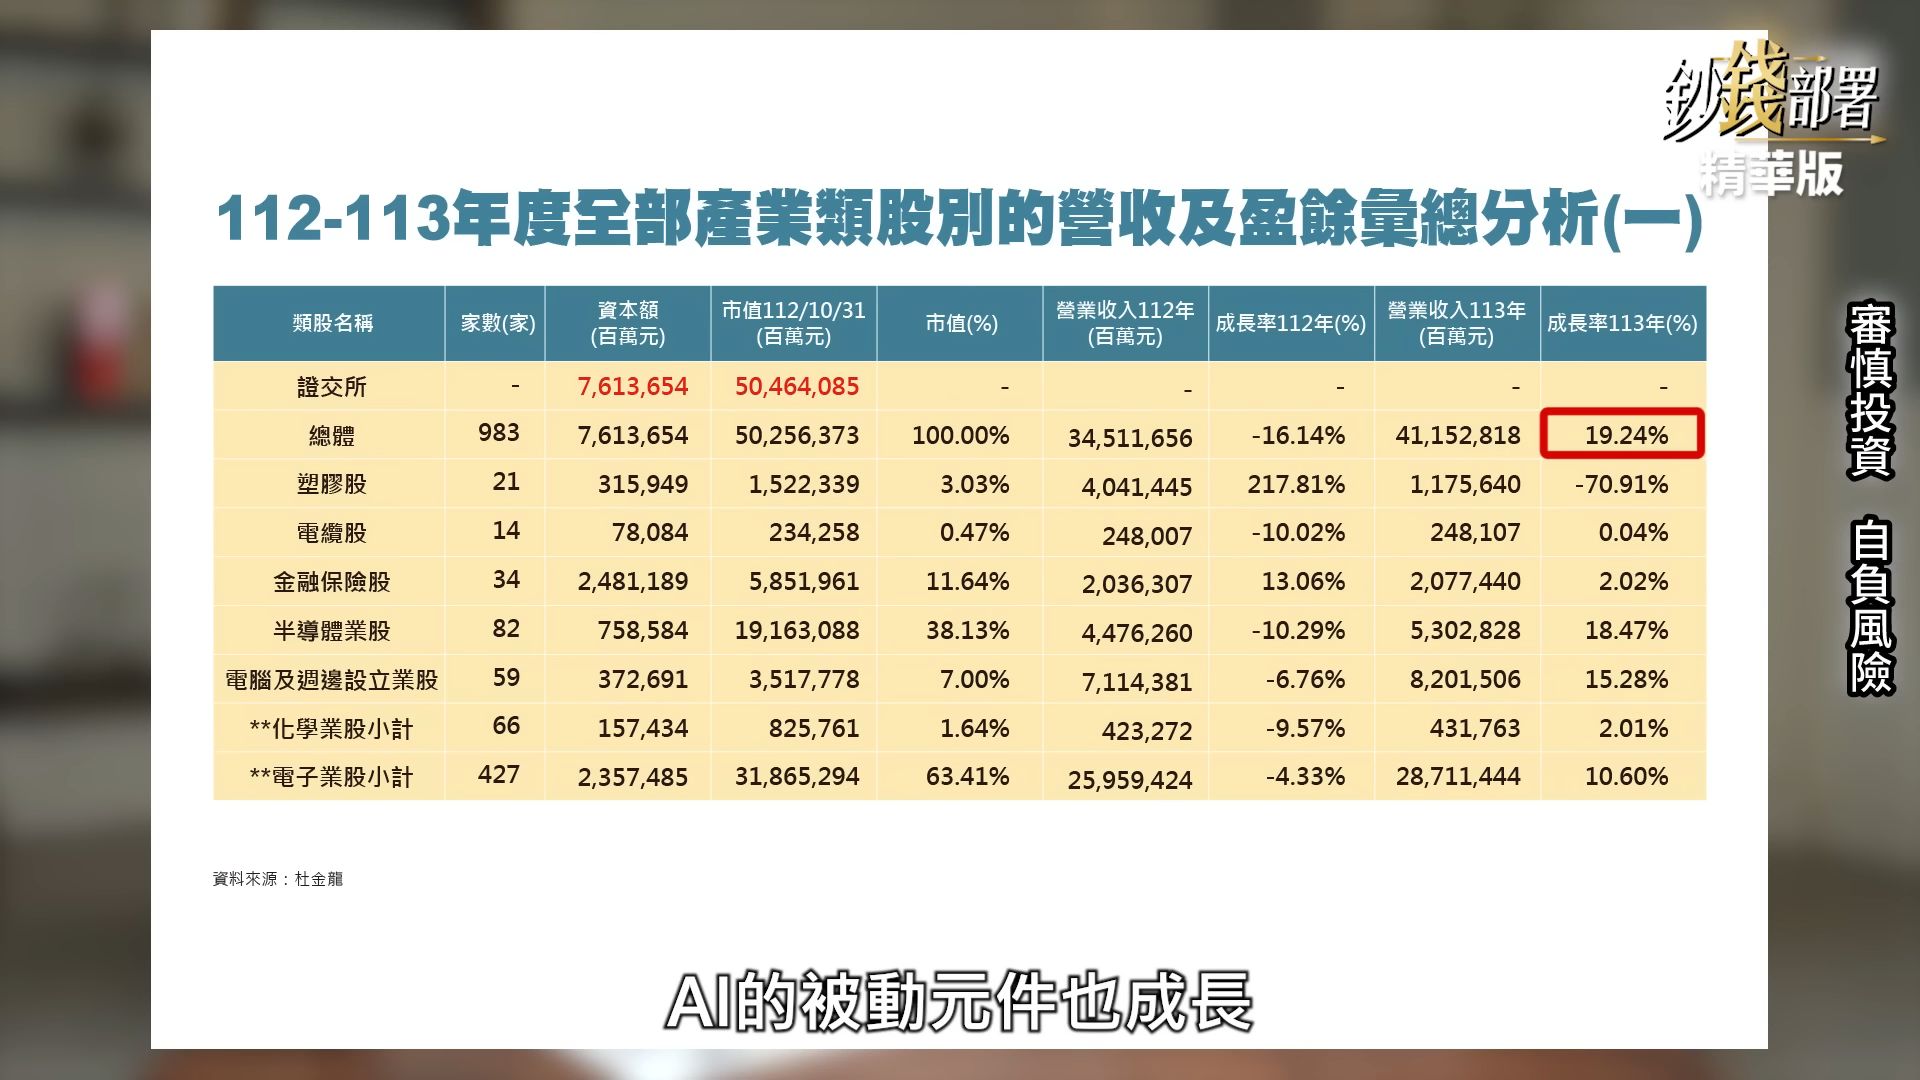 鈔錢部署
精華版
112-113年度全部產業類股別的營收及盈餘彙總分析(一)
類股名稱 家數(家) 資本額(百萬元) 市值112/10/31(百萬元) 市值(%) 營業收入112年(百萬元) 成長率112年(%) 營業收入113年(百萬元) 成長率113年(%)
證交所 - 7,613,654 50,464,085 - - - - -
總體 983 7,613,654 50,256,373 100.00% 34,511,656 -16.14% 41,152,818 19.24%
塑膠股 21 315,949 1,522,339 3.03% 4,041,445 217.81% 1,175,640 -70.91%
電纜股 14 78,084 234,258 0.47% 248,007 -10.02% 248,107 0.04%
金融保險股 34 2,481,189 5,851,961 11.64% 2,036,307 13.06% 2,077,440 2.02%
半導體業股 82 758,584 19,163,088 38.13% 4,476,260 -10.29% 5,302,828 18.47%
電腦及週邊設立業股 59 372,691 3,517,778 7.00% 7,114,381 -6.76% 8,201,506 15.28%
**化學業股小計 66 157,434 825,761 1.64% 423,272 -9.57% 431,763 2.01%
**電子業股小計 427 2,357,485 31,865,294 63.41% 25,959,424 -4.33% 28,711,444 10.60%
資料來源：杜金龍
審慎投資 自負風險
AI的被動元件也成長